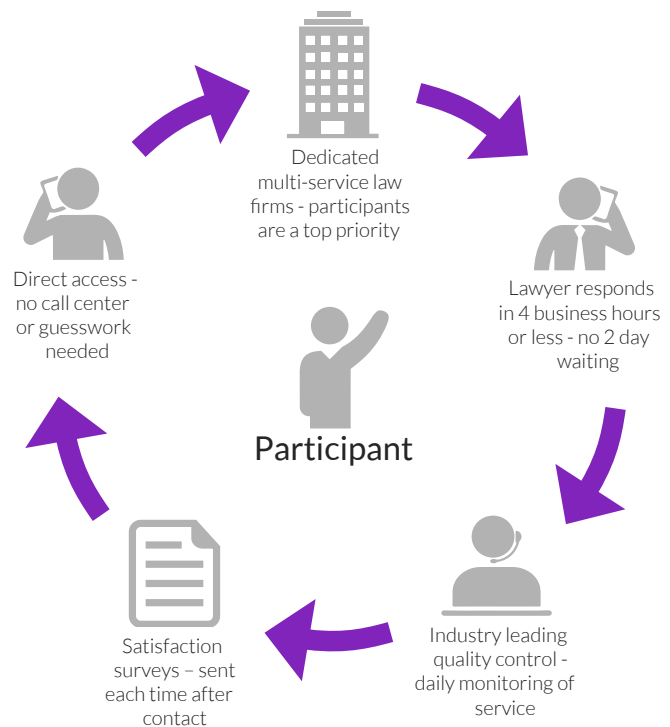 Dedicated
multi-service law
firms - participants
are a top priority
Direct access -
no call center
or guesswork
needed
Lawyer responds
in 4 business hours
or less - no 2 day
waiting
Participant
Satisfaction
surveys – sent
each time after
contact
Industry leading
quality control -
daily monitoring of
service